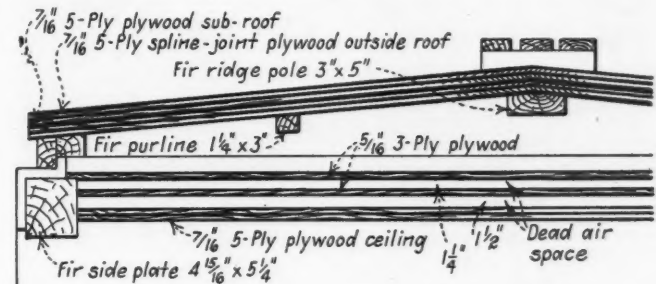 7/16" 5-Ply plywood sub-roof
7/16" 5-Ply spline-joint plywood outside roof
Fir ridge pole 3"x5"
Fir purline 1 1/4" x 3"
5/16" 3-Ply plywood
7/16" 5-Ply plywood ceiling
1 1/4"
1 1/2"
Dead air
space
Fir side plate 4 15/16" x 5 1/4"